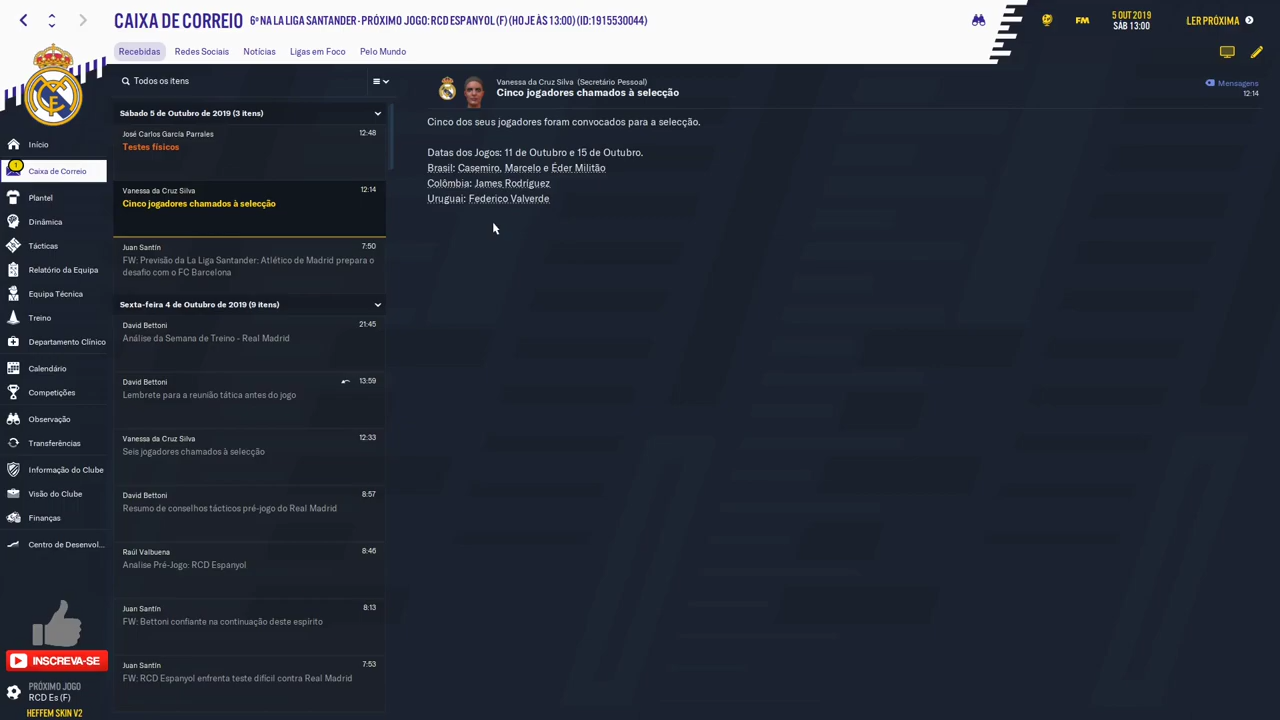 CAIXA DE CORREIO
6º NA LA LIGA SANTANDER - PRÓXIMO JOGO: RCD ESPANYOL (F) (HOJE ÀS 13:00) (ID:1915530044)
FM
5 OUT 2019
SÁB 13:00
LER PRÓXIMA
Recebidas
Redes Sociais
Notícias
Ligas em Foco
Pelo Mundo
Início
1
Caixa de Correio
Plantel
Dinâmica
Tácticas
Relatório da Equipa
Equipa Técnica
Treino
Departamento Clínico
Calendário
Competições
Observação
Transferências
Informação do Clube
Visão do Clube
Finanças
Centro de Desenvol...
INSCREVA-SE
PRÓXIMO JOGO
RCD Es (F)
HEFFEM SKIN V2
Todos os itens
Sábado 5 de Outubro de 2019 (3 itens)
José Carlos García Parrales
12:48
Testes físicos
Vanessa da Cruz Silva
12:14
Cinco jogadores chamados à selecção
Juan Santín
7:50
FW: Previsão da La Liga Santander: Atlético de Madrid prepara o
desafio com o FC Barcelona
Sexta-feira 4 de Outubro de 2019 (9 itens)
David Bettoni
21:45
Análise da Semana de Treino - Real Madrid
David Bettoni
13:59
Lembrete para a reunião tática antes do jogo
Vanessa da Cruz Silva
12:33
Seis jogadores chamados à selecção
David Bettoni
8:57
Resumo de conselhos tácticos pré-jogo do Real Madrid
Raúl Valbuena
8:46
Analise Pré-Jogo: RCD Espanyol
Juan Santín
8:13
FW: Bettoni confiante na continuação deste espírito
Juan Santín
7:53
FW: RCD Espanyol enfrenta teste difícil contra Real Madrid
Vanessa da Cruz Silva (Secretário Pessoal)
Cinco jogadores chamados à selecção
Mensagens
12:14
Cinco dos seus jogadores foram convocados para a selecção.
Datas dos Jogos: 11 de Outubro e 15 de Outubro.
Brasil: Casemiro, Marcelo e Éder Militão
Colômbia: James Rodríguez
Uruguai: Federico Valverde